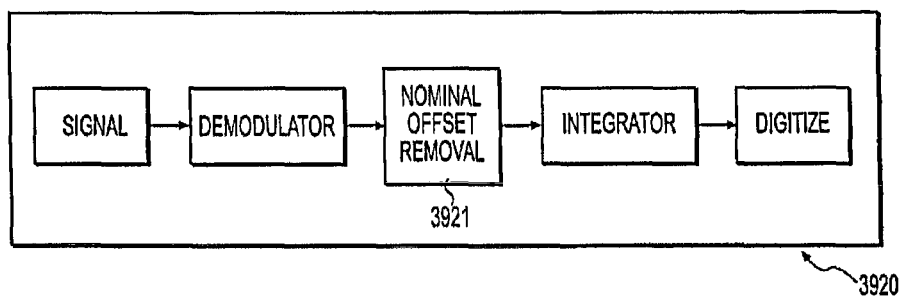 SIGNAL
DEMODULATOR
NOMINAL
OFFSET
REMOVAL
INTEGRATOR
DIGITIZE
3921
3920